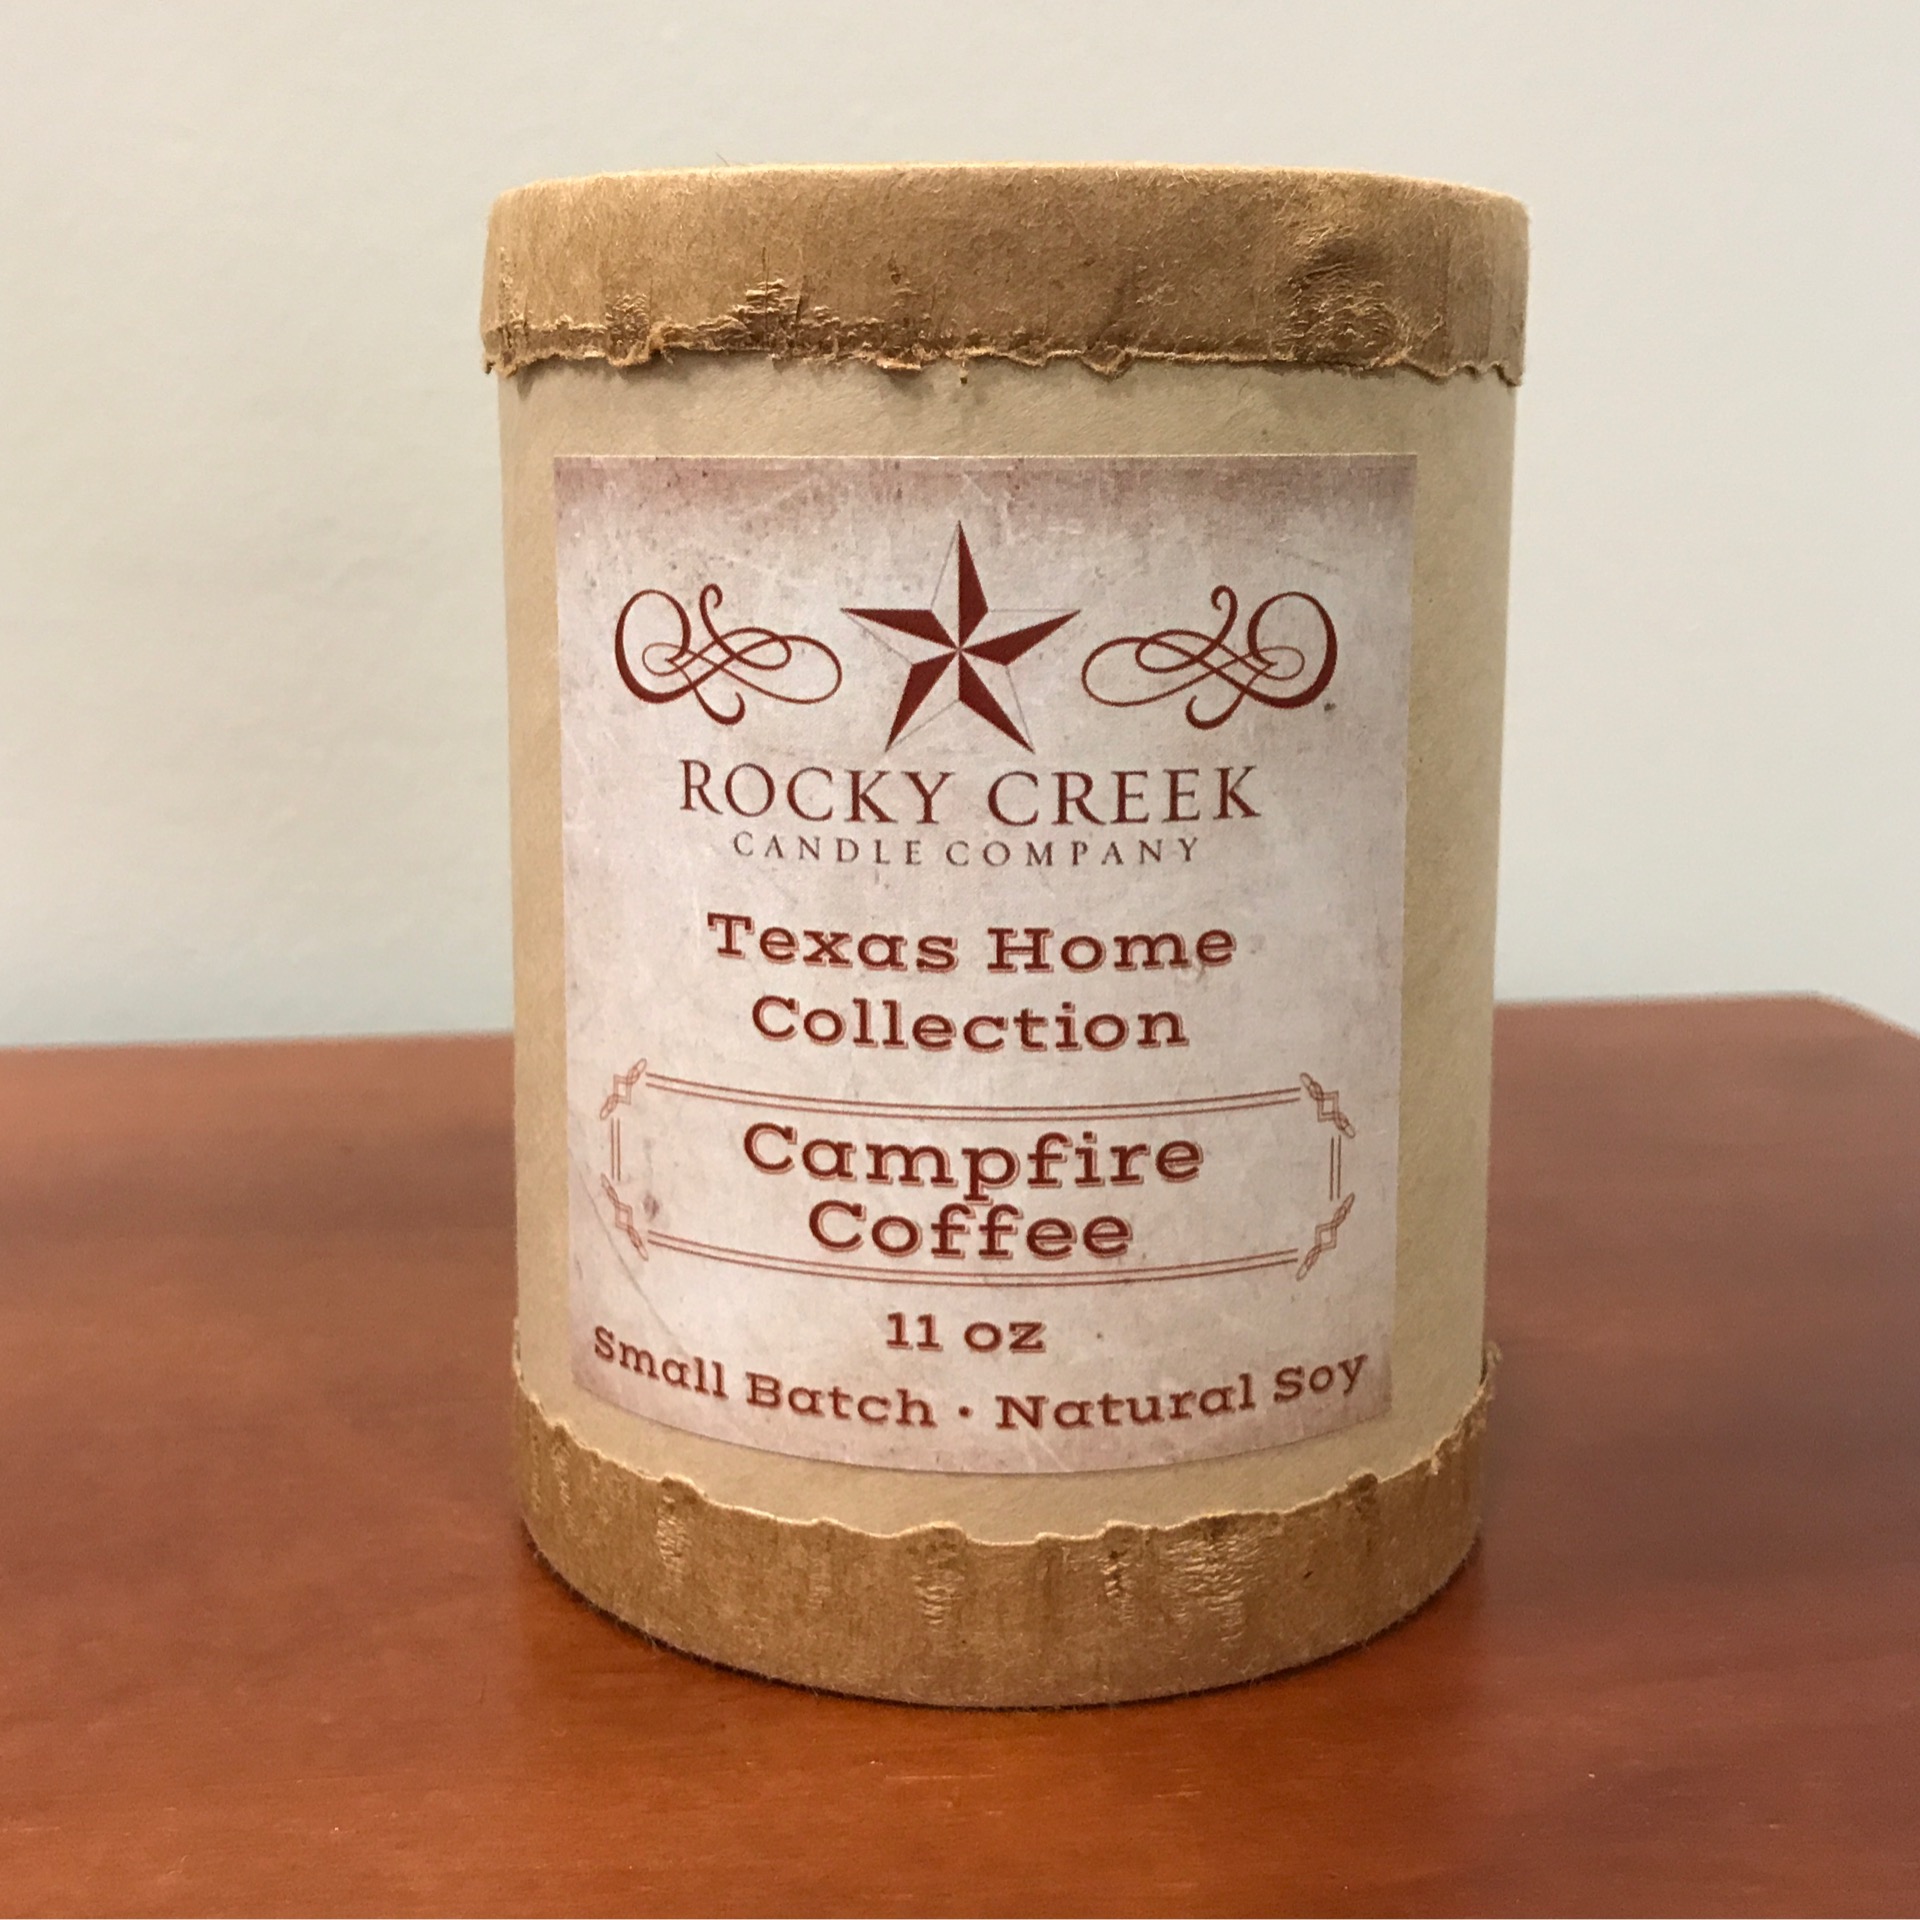 ROCKY CREEK
CANDLE COMPANY
Texas Home
Collection
Campfire
Coffee
11 oz
Small Batch · Natural Soy